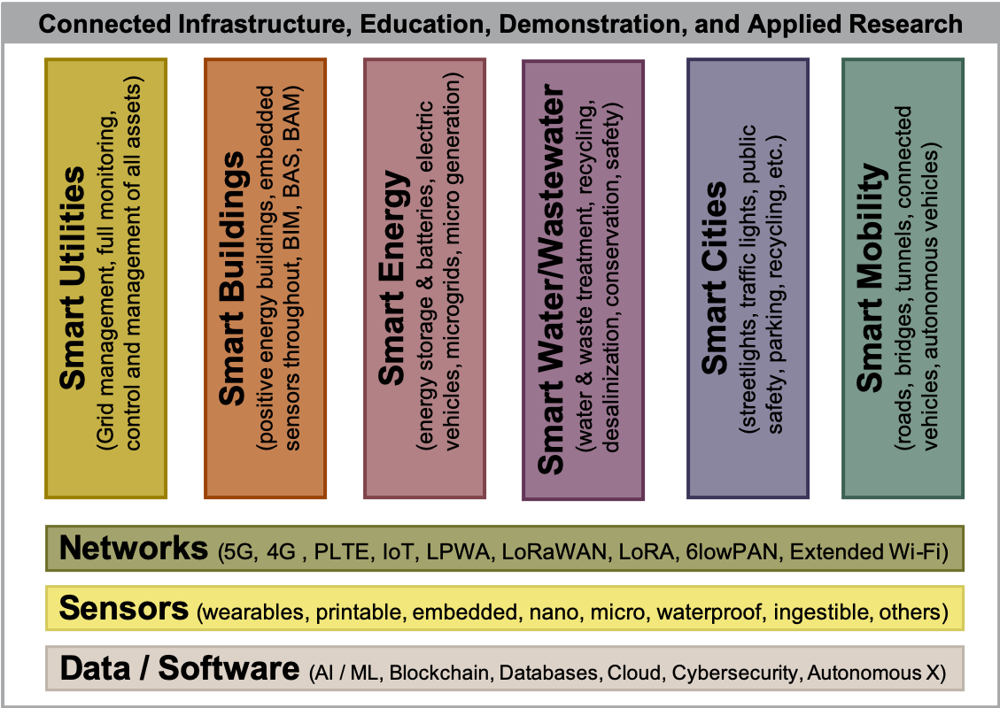 Connected Infrastructure, Education, Demonstration, and Applied Research
Smart Utilities
(Grid management, full monitoring,
control and management of all assets)
Smart Buildings
(positive energy buildings, embedded
sensors throughout, BIM, BAS, BAM)
Smart Energy
(energy storage & batteries, electric
vehicles, microgrids, micro generation)
Smart Water/Wastewater
(water & waste treatment, recycling,
desalinization, conservation, safety)
Smart Cities
(streetlights, traffic lights, public
safety, parking, recycling, etc.)
Smart Mobility
(roads, bridges, tunnels, connected
vehicles, autonomous vehicles)
Networks (5G, 4G , PLTE, IoT, LPWA, LoRaWAN, LoRA, 6lowPAN, Extended Wi-Fi)
Sensors (wearables, printable, embedded, nano, micro, waterproof, ingestible, others)
Data / Software (AI / ML, Blockchain, Databases, Cloud, Cybersecurity, Autonomous X)